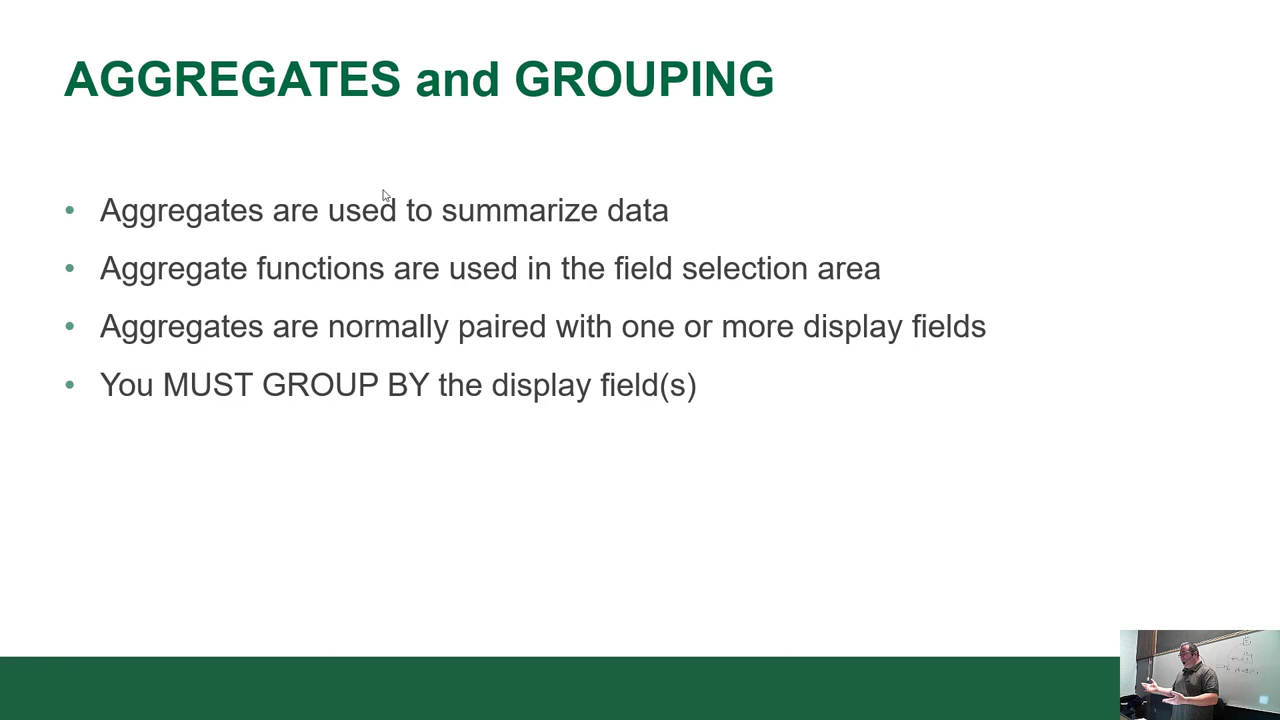 AGGREGATES and GROUPING
• Aggregates are used to summarize data
• Aggregate functions are used in the field selection area
• Aggregates are normally paired with one or more display fields
• You MUST GROUP BY the display field(s)